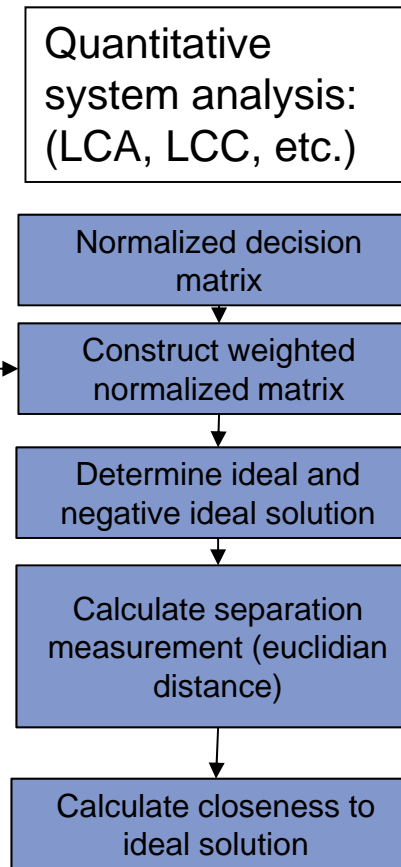 Quantitative
system analysis:
(LCA, LCC, etc.)
Normalized decision
matrix
Construct weighted
normalized matrix
Determine ideal and
negative ideal solution
Calculate separation
measurement (euclidian
distance)
Calculate closeness to
ideal solution